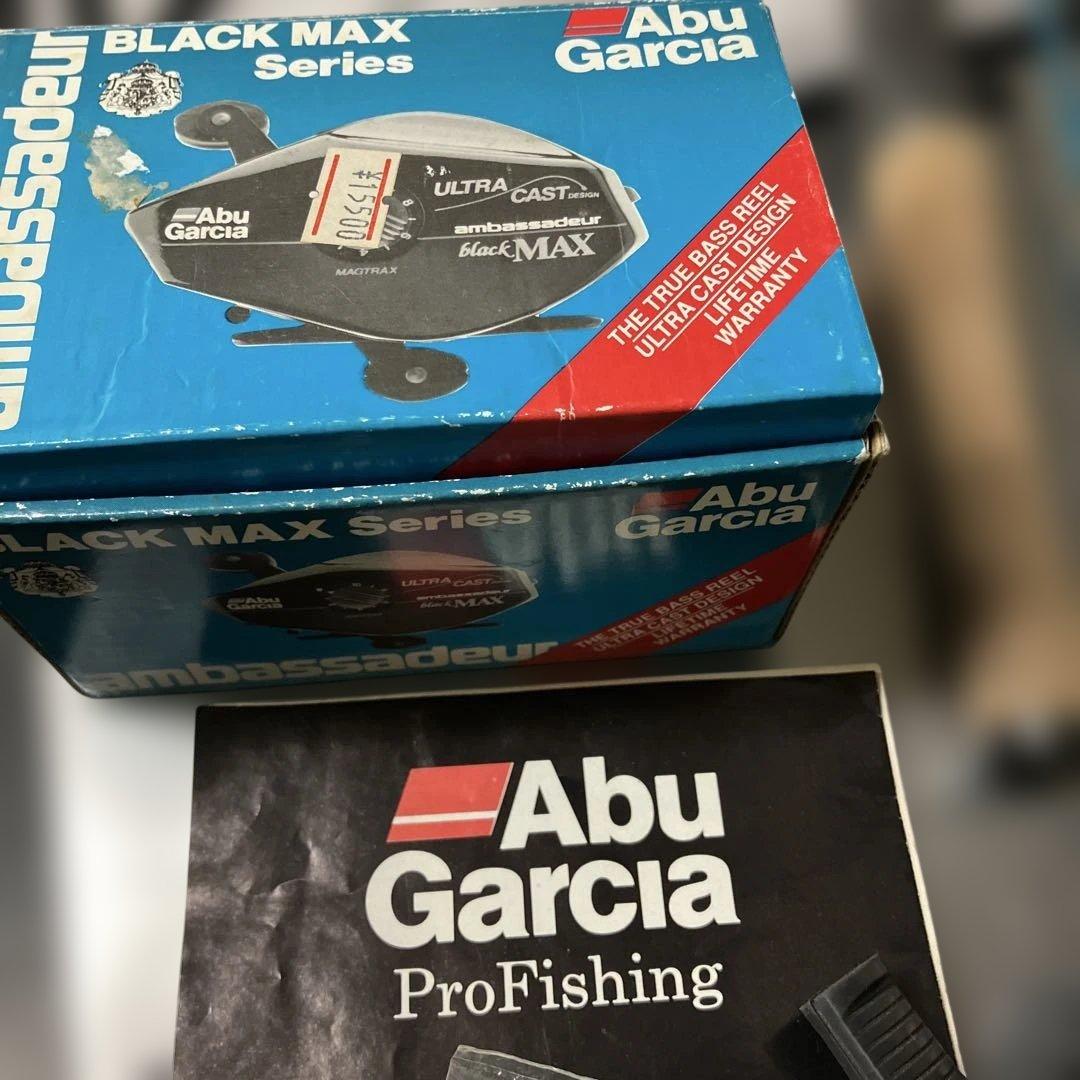 ambassadeur
BLACK MAX
Series
Abu
Garcia
Abu
Garcia
¥15500
ULTRA CAST DESIGN
ambassadeur
black MAX
MAGTRAX
THE TRUE BASS REEL
ULTRA CAST DESIGN
LIFETIME
WARRANTY
BLACK MAX Series
Abu
Garcia
Abu
Garcia
ULTRA CAST
ambassadeur
black MAX
THE TRUE BASS REEL
ULTRA CAST DESIGN
LIFETIME
WARRANTY
ambassadeur
Abu
Garcia
ProFishing